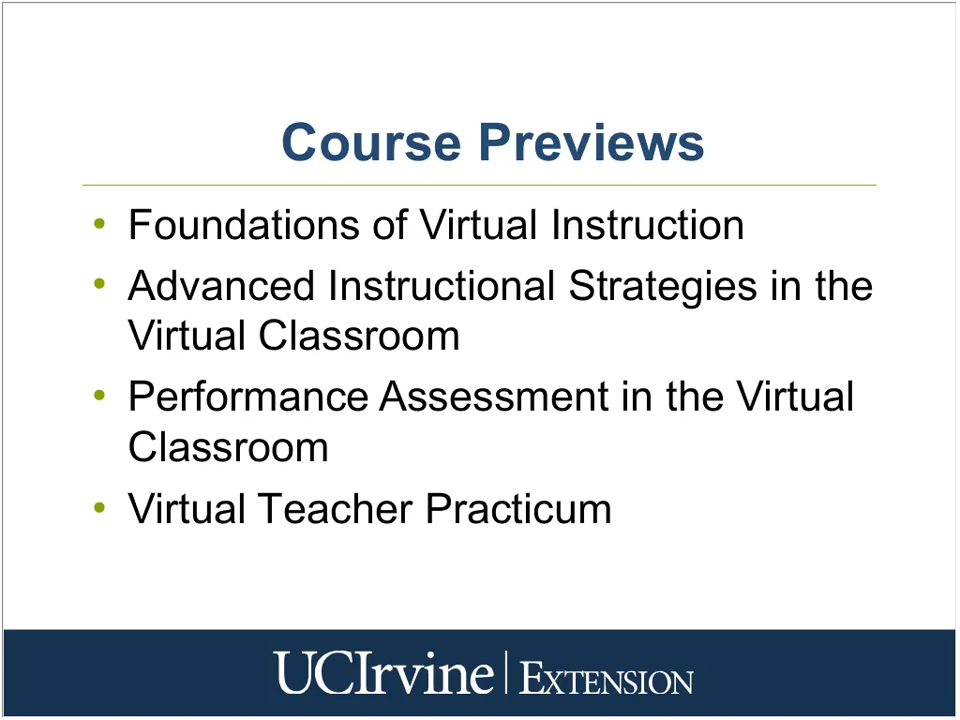 Course Previews
• Foundations of Virtual Instruction
• Advanced Instructional Strategies in the
Virtual Classroom
• Performance Assessment in the Virtual
Classroom
• Virtual Teacher Practicum
UCIrvine | EXTENSION